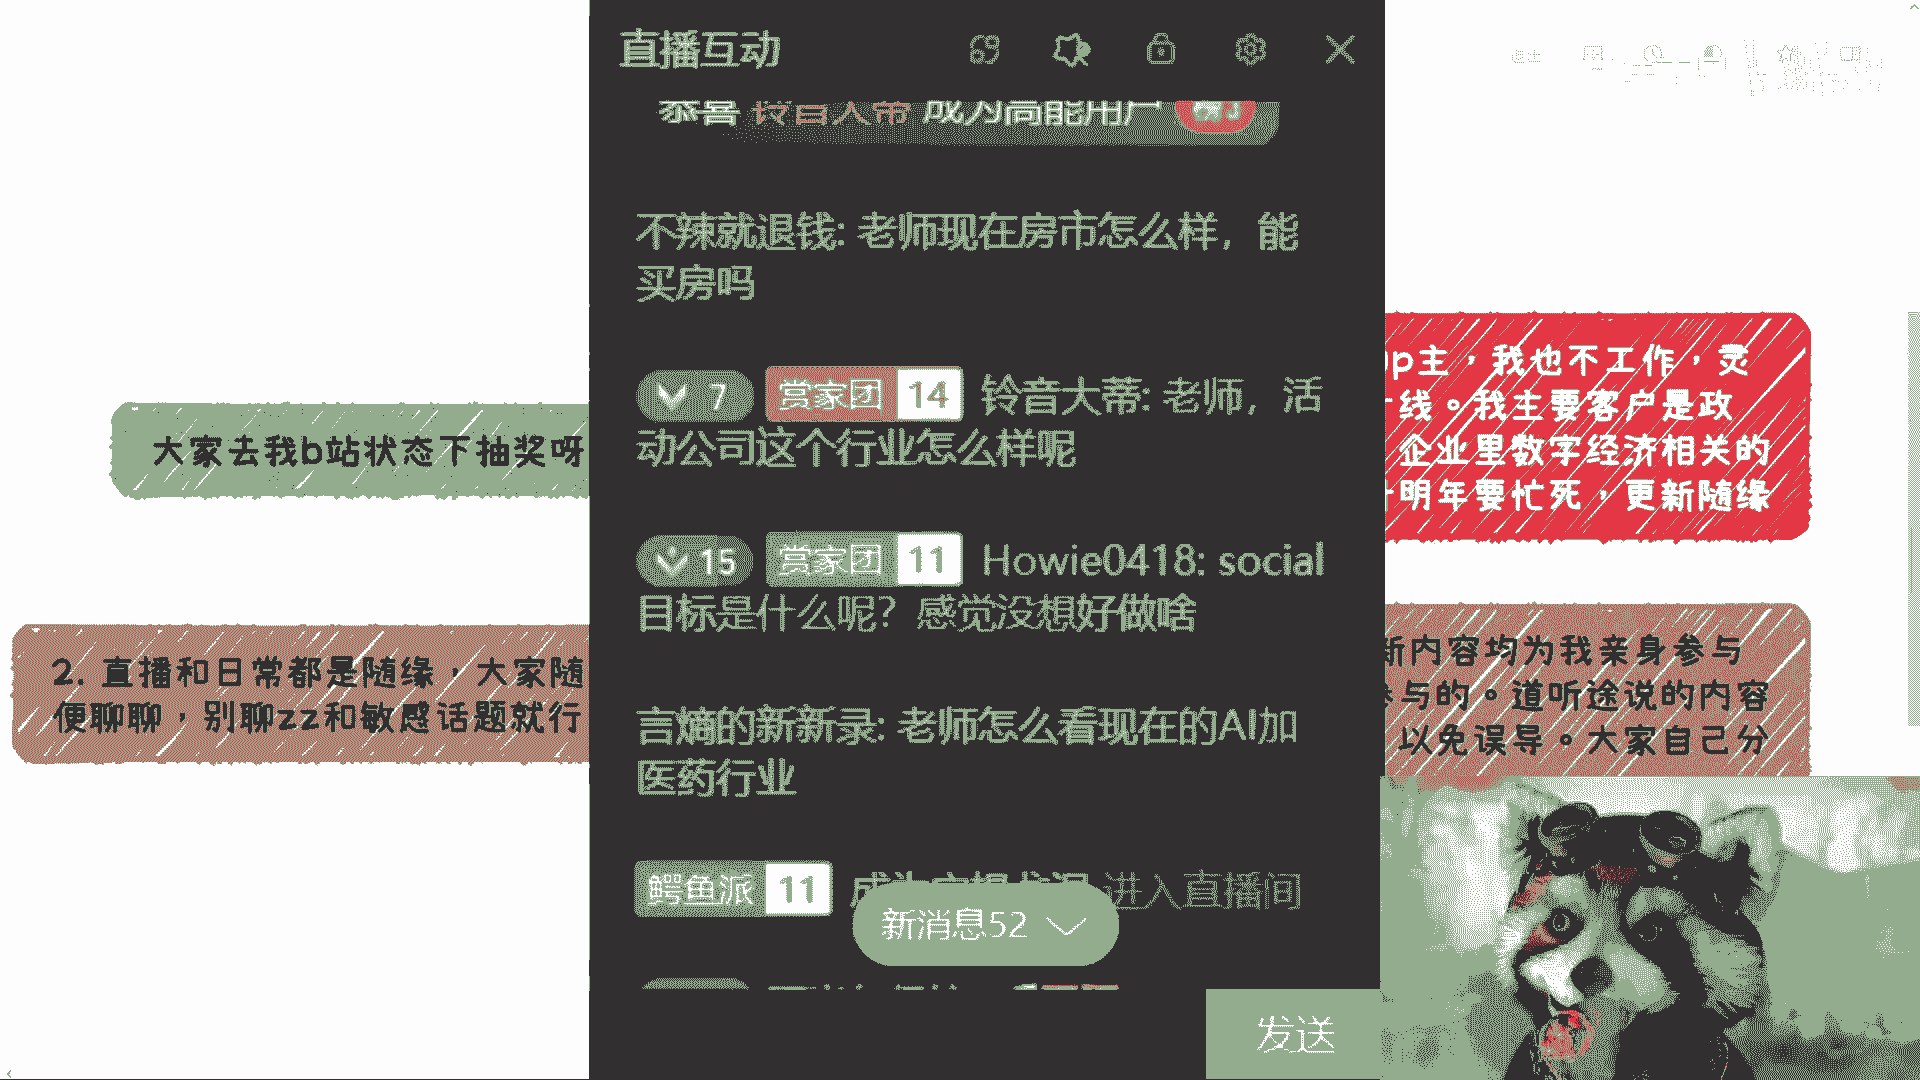 直播互动
恭喜 铃音大蒂 成为高能用户 榜3
不辣就退钱: 老师现在房市怎么样，能
买房吗
7 赏家团 14 铃音大蒂: 老师，活
动公司这个行业怎么样呢
15 赏家团 11 Howie0418: social
目标是什么呢？感觉没想好做啥
言熵的新新录: 老师怎么看现在的AI加
医药行业
鳄鱼派 11 进入直播间
新消息52
发送
大家去我b站状态下抽奖呀
2. 直播和日常都是随缘，大家随
便聊聊，别聊zz和敏感话题就行
p主，我也不工作，灵
线。我主要客户是政
企业里数字经济相关的
明年要忙死，更新随缘
新内容均为我亲身参与
参与的。道听途说的内容
以免误导。大家自己分